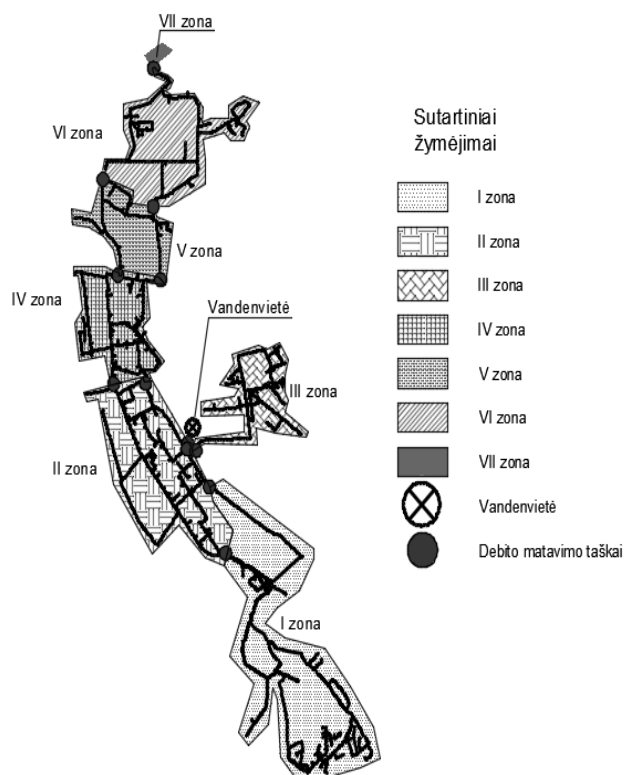 VII zona
VI zona
V zona
IV zona
Vandenvietė
III zona
II zona
I zona
Sutartiniai
žymėjimai
I zona
II zona
III zona
IV zona
V zona
VI zona
VII zona
Vandenvietė
Debito matavimo taškai